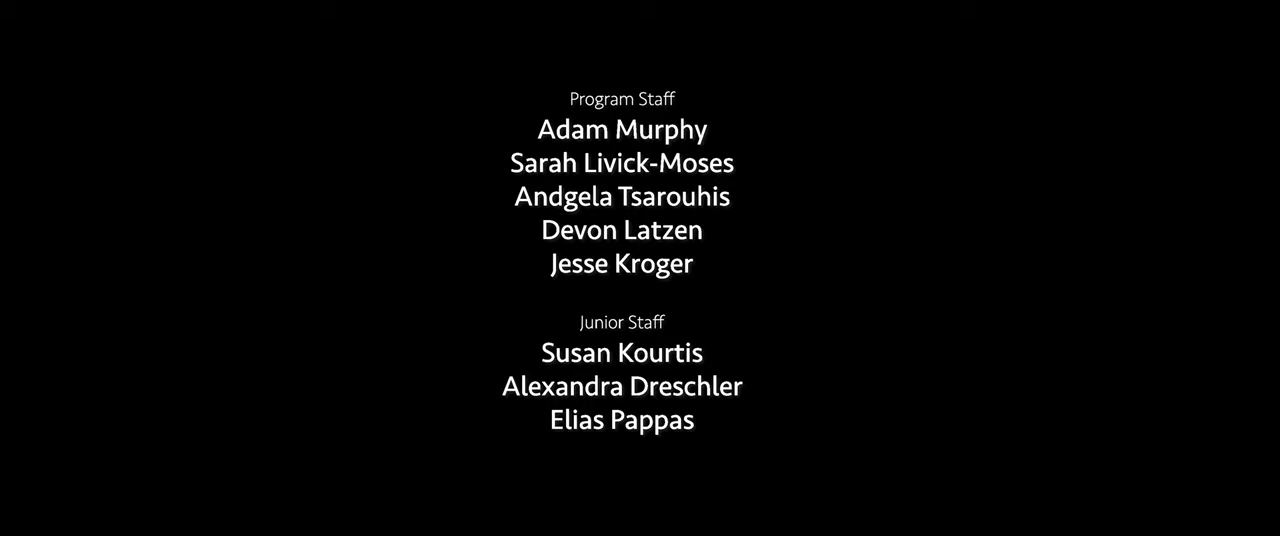 Program Staff
Adam Murphy
Sarah Livick-Moses
Andgela Tsarouhis
Devon Latzen
Jesse Kroger
Junior Staff
Susan Kourtis
Alexandra Dreschler
Elias Pappas